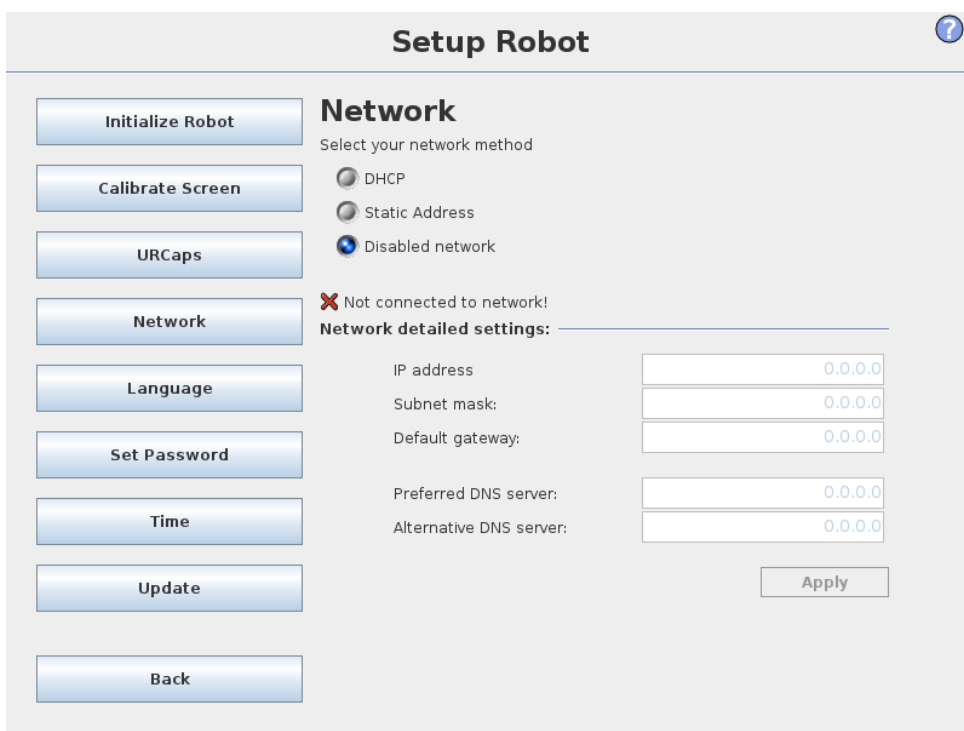 Setup Robot
?
Initialize Robot
Calibrate Screen
URCaps
Network
Language
Set Password
Time
Update
Back
Network
Select your network method
DHCP
Static Address
Disabled network
Not connected to network!
Network detailed settings:
IP address 0.0.0.0
Subnet mask: 0.0.0.0
Default gateway: 0.0.0.0
Preferred DNS server: 0.0.0.0
Alternative DNS server: 0.0.0.0
Apply